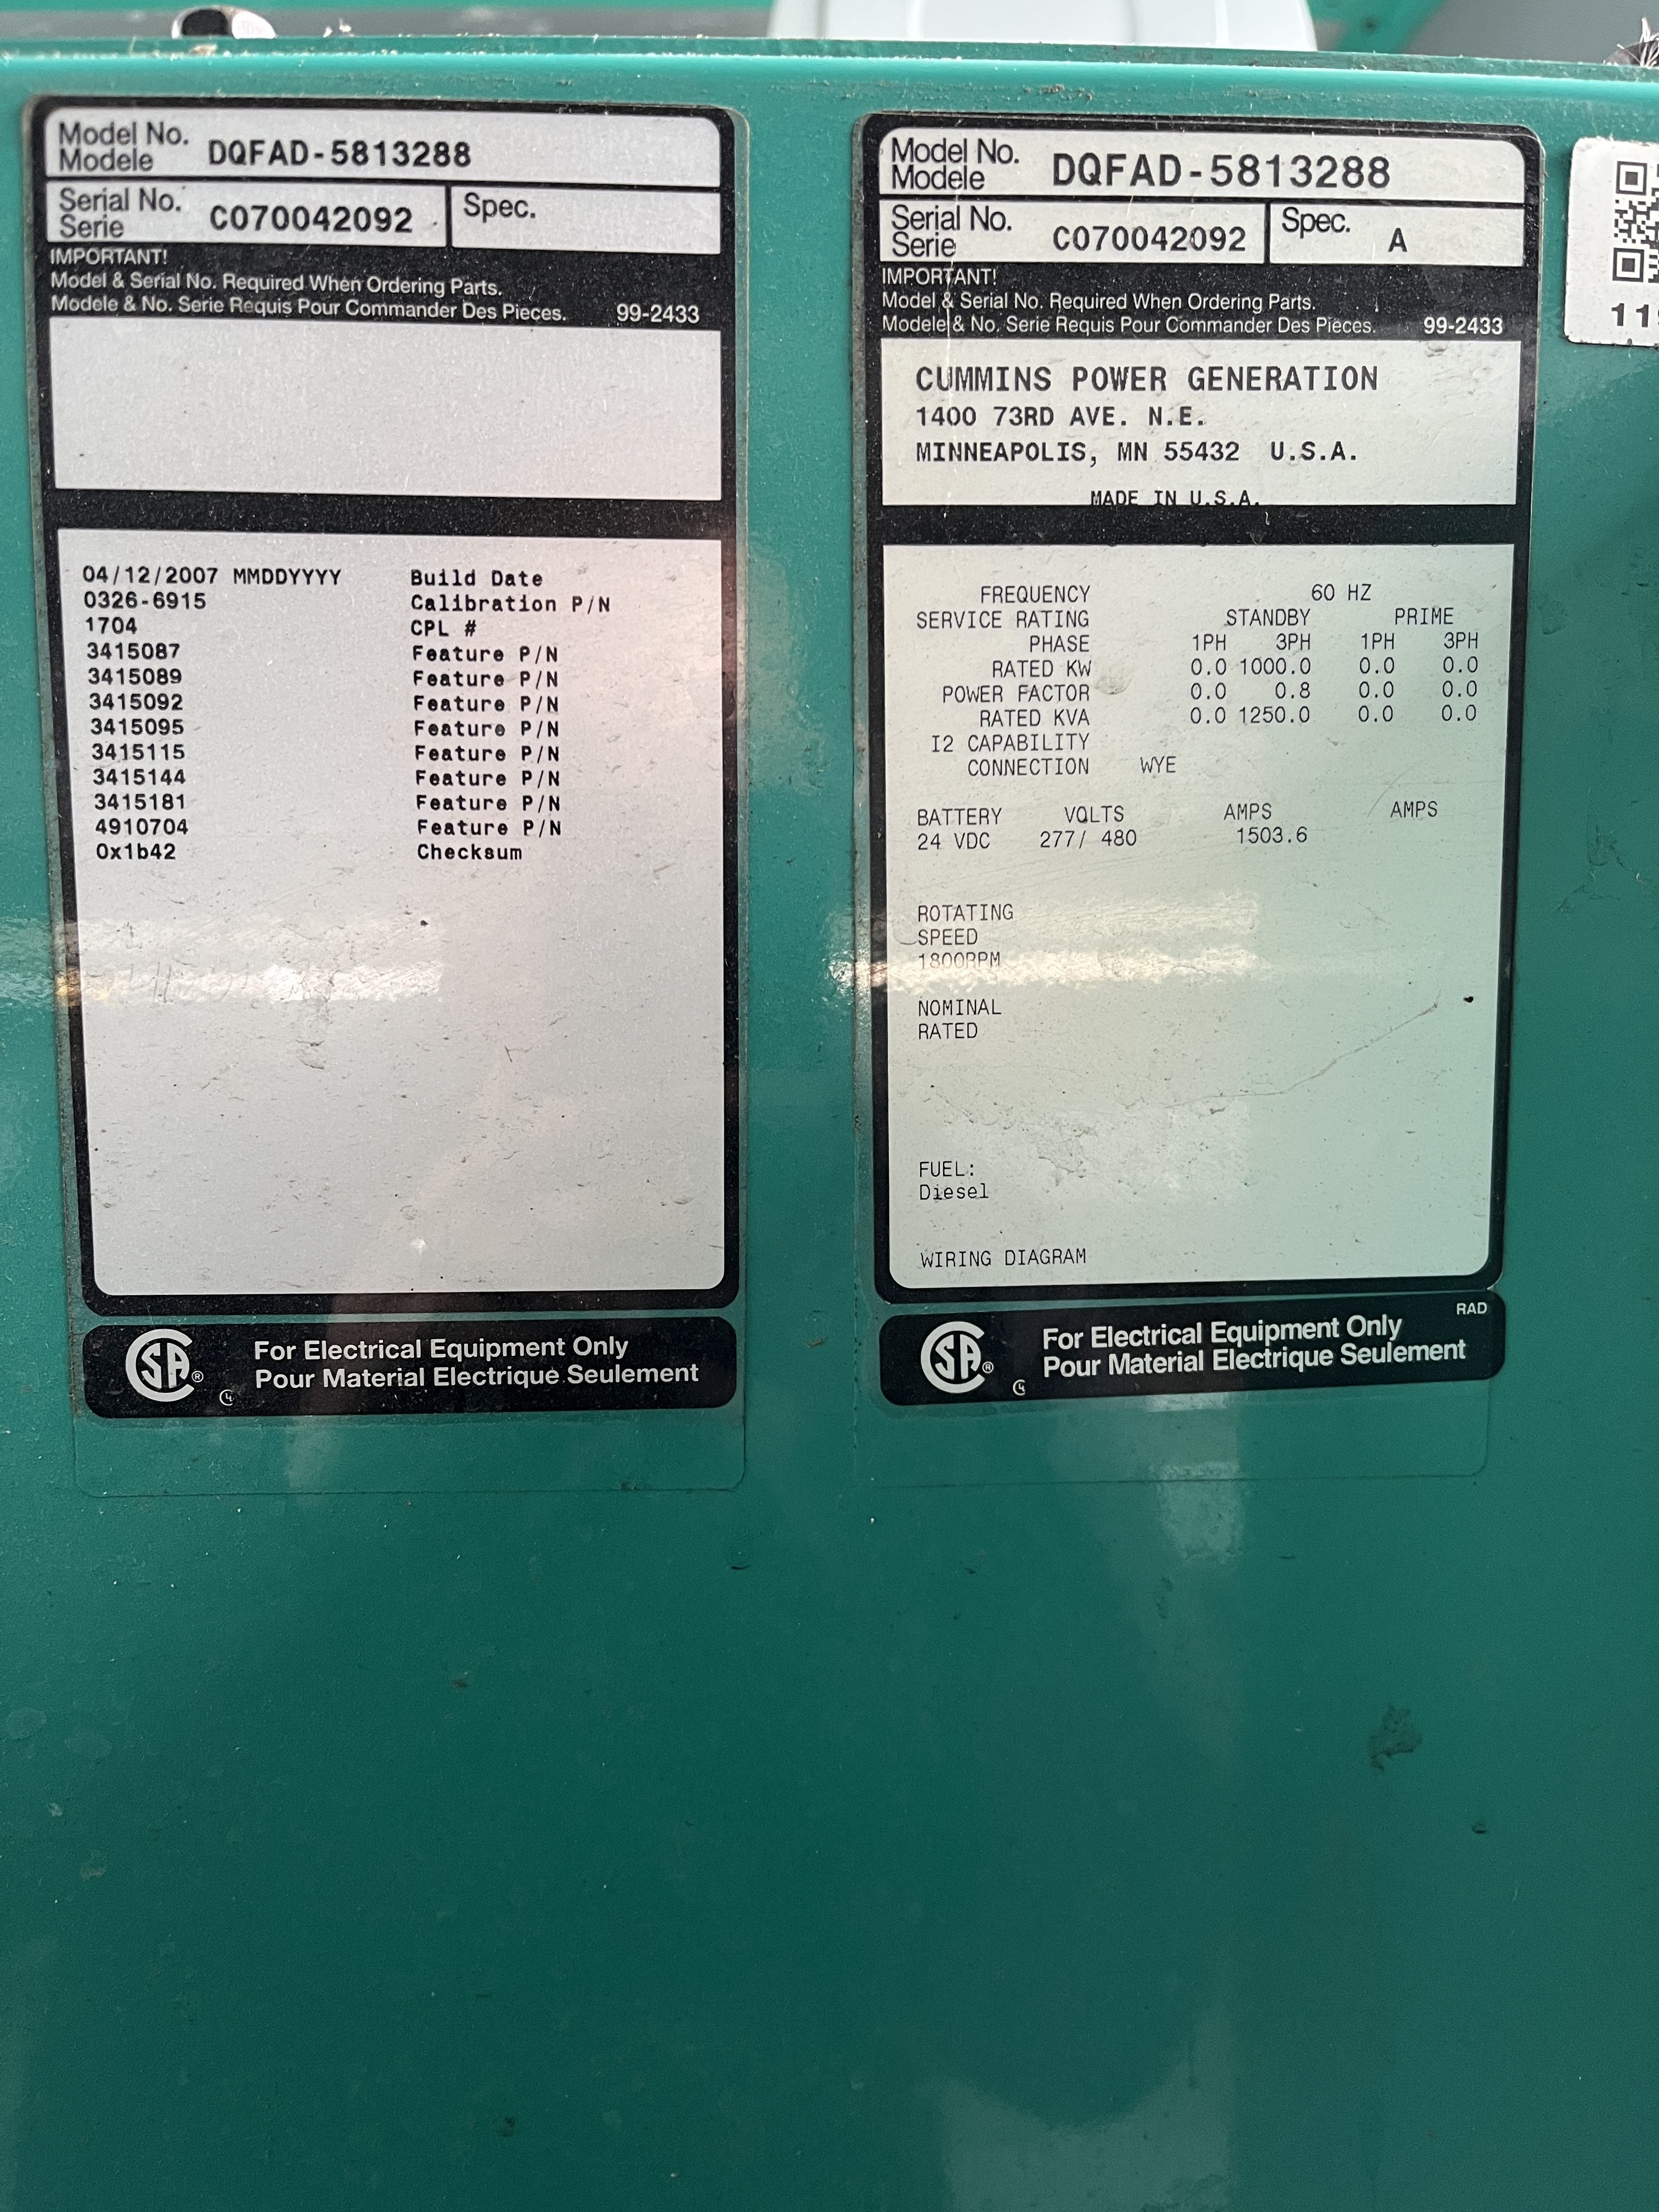 Model No.
Modele
DQFAD-5813288
Serial No.
Serie
C070042092
Spec.
IMPORTANT!
Model & Serial No. Required When Ordering Parts.
Modele & No. Serie Requis Pour Commander Des Pieces. 99-2433
04/12/2007 MMDDYYYY Build Date
0326-6915 Calibration P/N
1704 CPL #
3415087 Feature P/N
3415089 Feature P/N
3415092 Feature P/N
3415095 Feature P/N
3415115 Feature P/N
3415144 Feature P/N
3415181 Feature P/N
4910704 Feature P/N
0x1b42 Checksum
For Electrical Equipment Only
Pour Material Electrique Seulement
Model No.
Modele
DQFAD-5813288
Serial No.
Serie
C070042092
Spec.
A
IMPORTANT!
Model & Serial No. Required When Ordering Parts.
Modele & No. Serie Requis Pour Commander Des Pieces. 99-2433
CUMMINS POWER GENERATION
1400 73RD AVE. N.E.
MINNEAPOLIS, MN 55432 U.S.A.
MADE IN U.S.A.
FREQUENCY 60 HZ
SERVICE RATING STANDBY PRIME
PHASE 1PH 3PH 1PH 3PH
RATED KW 0.0 1000.0 0.0 0.0
POWER FACTOR 0.0 0.8 0.0 0.0
RATED KVA 0.0 1250.0 0.0 0.0
I2 CAPABILITY
CONNECTION WYE
BATTERY VOLTS AMPS AMPS
24 VDC 277/ 480 1503.6
ROTATING
SPEED
1800RPM
NOMINAL
RATED
FUEL:
Diesel
WIRING DIAGRAM
RAD
For Electrical Equipment Only
Pour Material Electrique Seulement